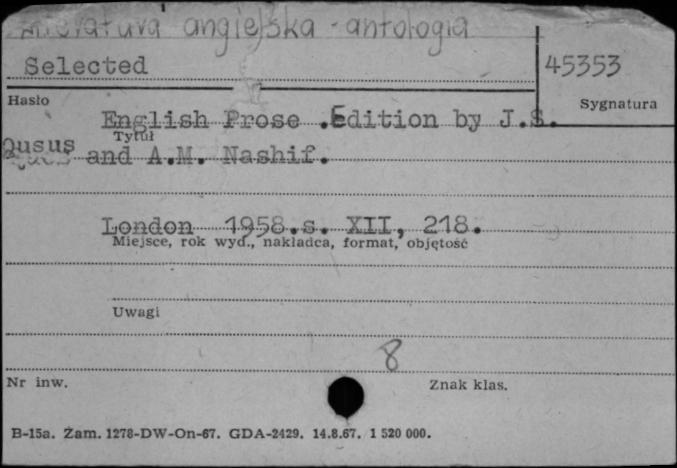 Literatura angielska - antologia
Selected
45353
Hasło
Sygnatura
English Prose .Edition by J.S.
Tytuł
Qusus and A.M. Nashif.
London 1958.s. XII, 218.
Miejsce, rok wyd., nakładca, format, objętość
Uwagi
8
Nr inw.
Znak klas.
B-15a. Zam. 1278-DW-On-67. GDA-2429. 14.8.67. 1 520 000.